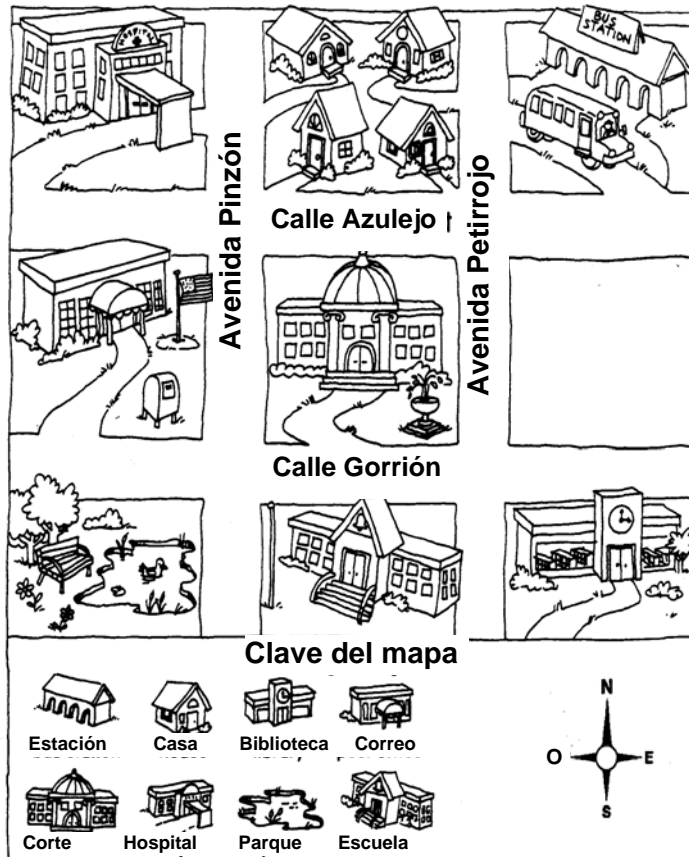 HOSPITAL
BUS
STATION
Avenida Pinzón
Avenida Petirrojo
Calle Azulejo
Calle Gorrión
Clave del mapa
Estación Casa Biblioteca Correo
Corte Hospital Parque Escuela
N
O E
S